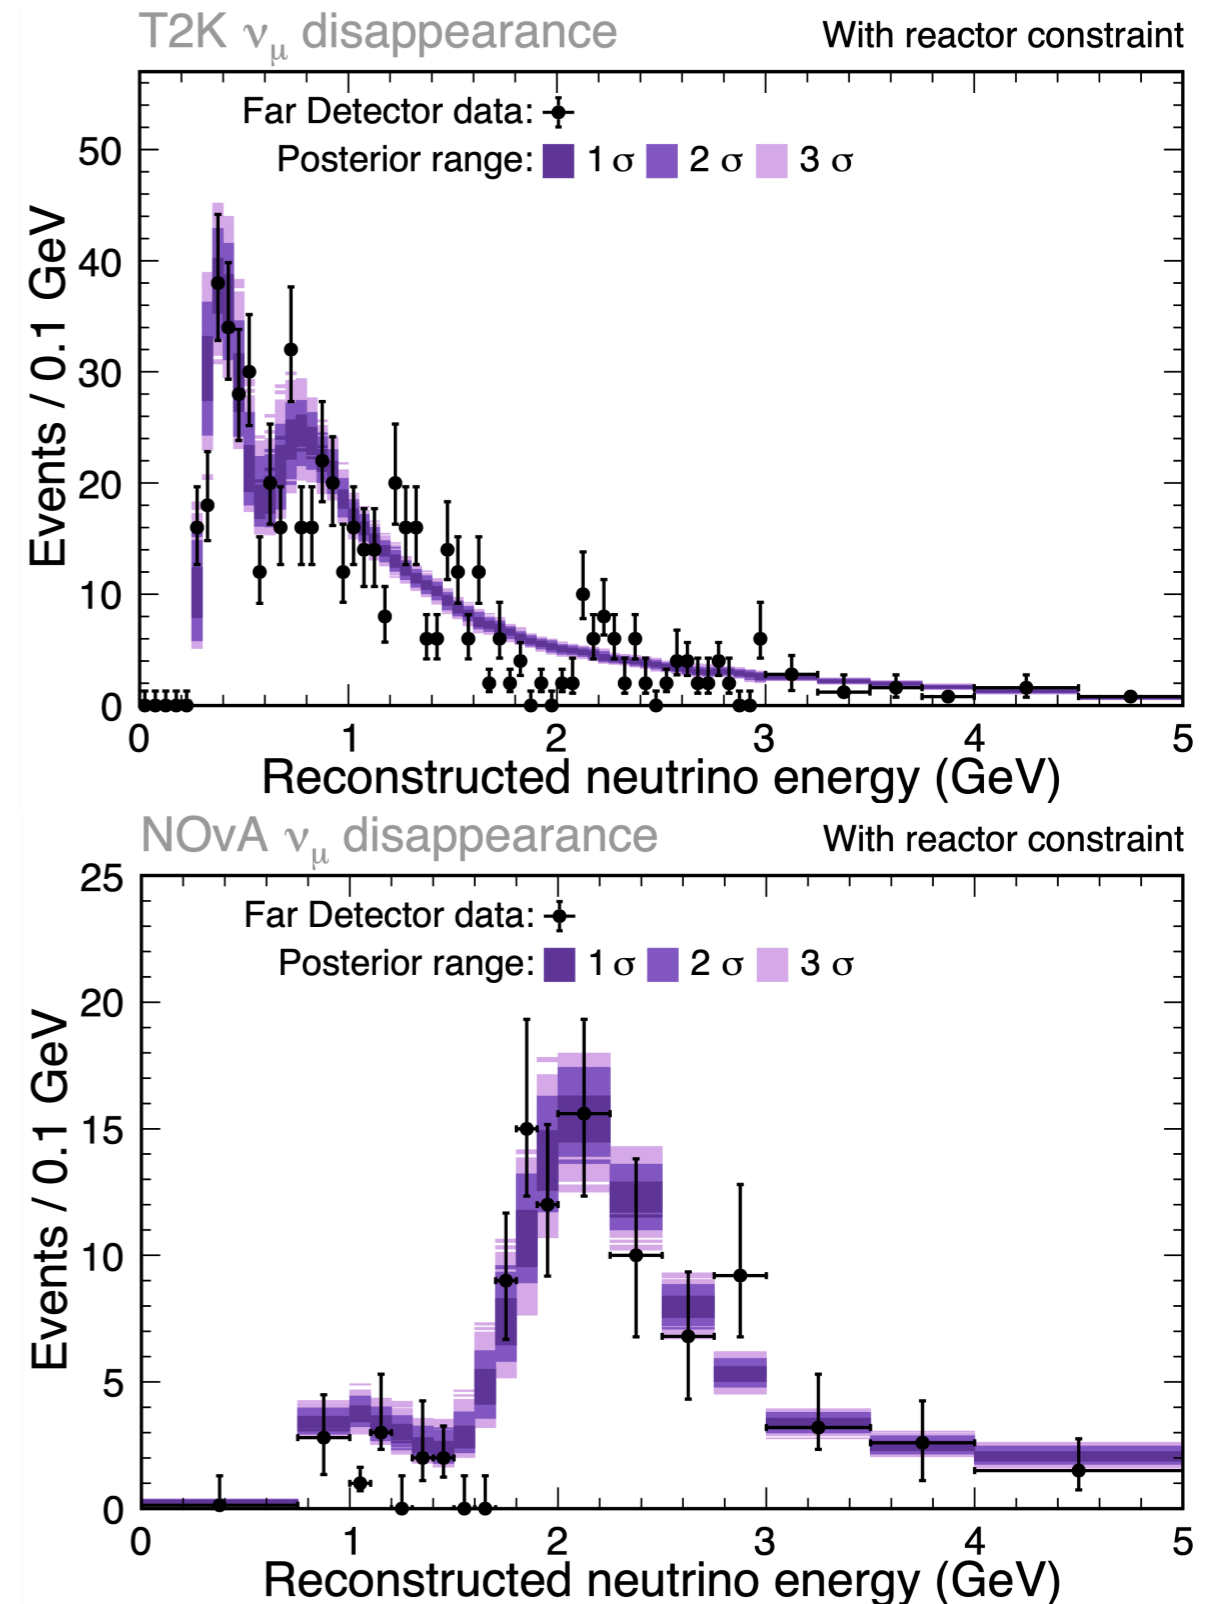 T2K νμ disappearance With reactor constraint
Far Detector data:
Posterior range: 1 σ 2 σ 3 σ
50
40
30
20
10
0
Events / 0.1 GeV
0 1 2 3 4 5
Reconstructed neutrino energy (GeV)
NOvA νμ disappearance With reactor constraint
25
Far Detector data:
Posterior range: 1 σ 2 σ 3 σ
20
15
10
5
0
Events / 0.1 GeV
0 1 2 3 4 5
Reconstructed neutrino energy (GeV)